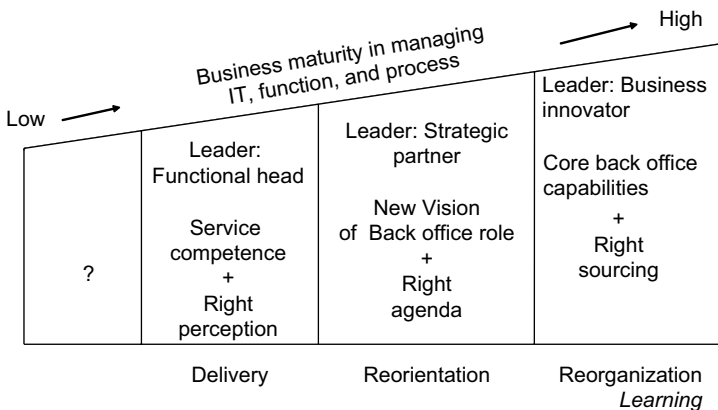 High
Business maturity in managing
IT, function, and process
Low
?
Leader:
Functional head
Service
competence
+
Right
perception
Leader: Strategic
partner
New Vision
of Back office role
+
Right
agenda
Leader: Business
innovator
Core back office
capabilities
+
Right
sourcing
Delivery
Reorientation
Reorganization
Learning